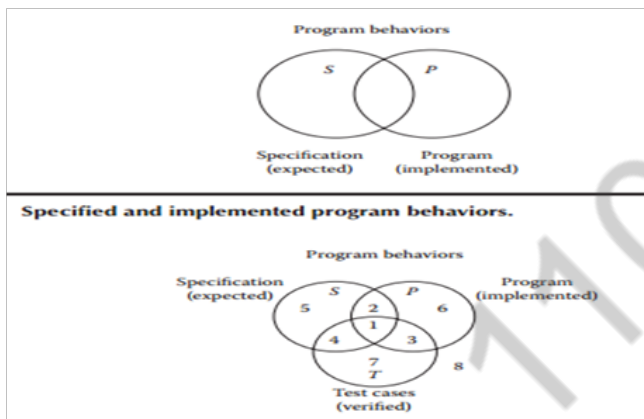 Program behaviors
S P
Specification
(expected)
Program
(implemented)
Specified and implemented program behaviors.
Program behaviors
Specification
(expected)
S P
Program
(implemented)
5 2 6
1
4 3
7
8
T
Test cases
(verified)
110